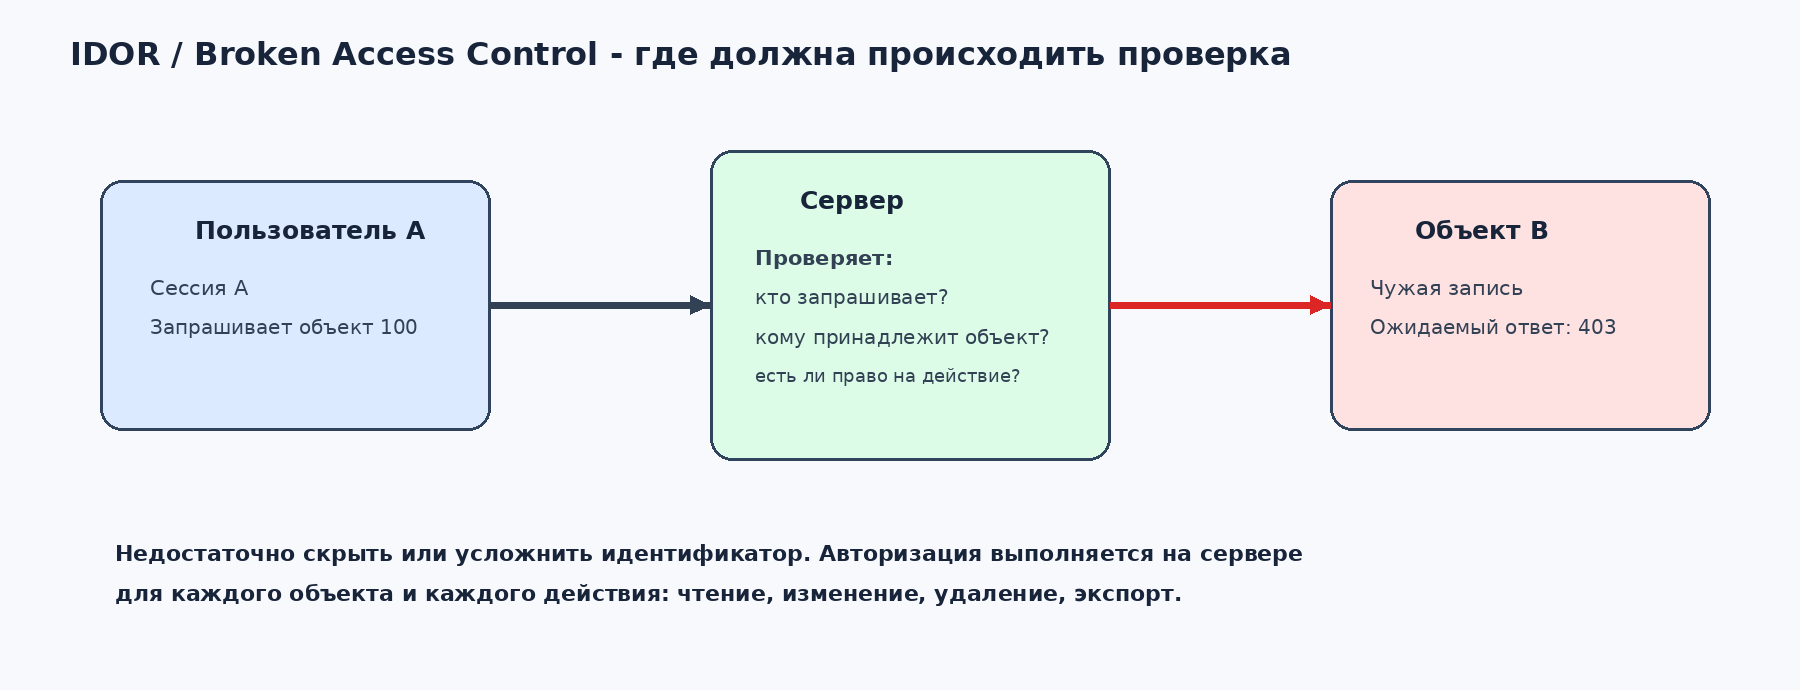 IDOR / Broken Access Control - где должна происходить проверка
Пользователь A
Сессия A
Запрашивает объект 100
Сервер
Проверяет:
кто запрашивает?
кому принадлежит объект?
есть ли право на действие?
Объект B
Чужая запись
Ожидаемый ответ: 403
Недостаточно скрыть или усложнить идентификатор. Авторизация выполняется на сервере
для каждого объекта и каждого действия: чтение, изменение, удаление, экспорт.